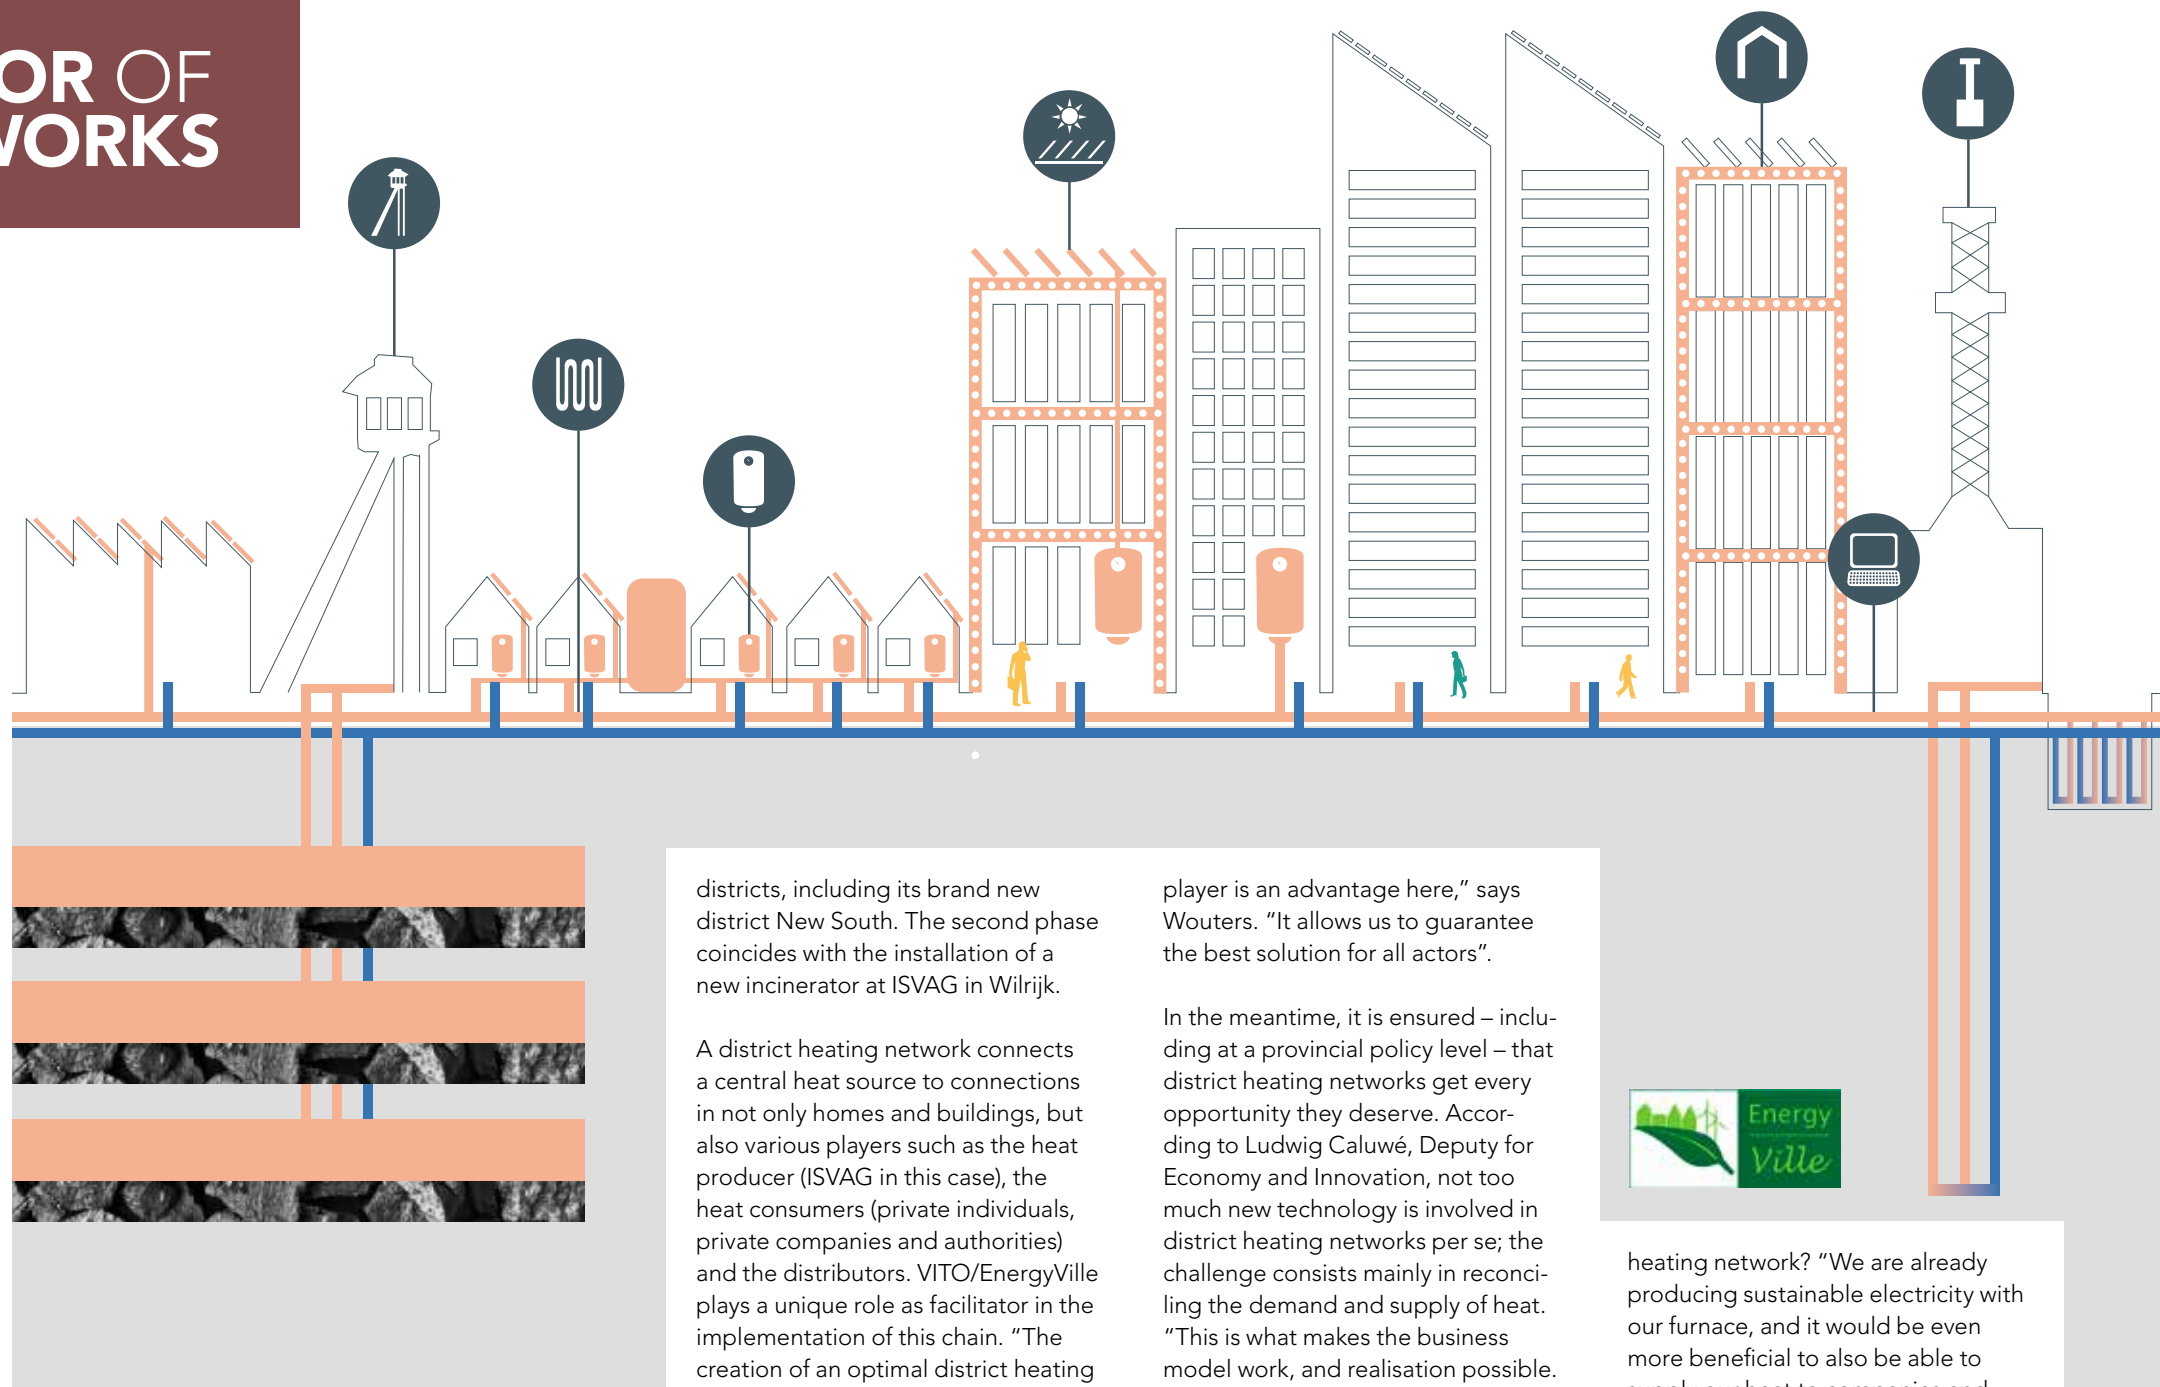 OR OF
WORKS
districts, including its brand new
district New South. The second phase
coincides with the installation of a
new incinerator at ISVAG in Wilrijk.
A district heating network connects
a central heat source to connections
in not only homes and buildings, but
also various players such as the heat
producer (ISVAG in this case), the
heat consumers (private individuals,
private companies and authorities)
and the distributors. VITO/EnergyVille
plays a unique role as facilitator in the
implementation of this chain. “The
creation of an optimal district heating
player is an advantage here,” says
Wouters. “It allows us to guarantee
the best solution for all actors”.
In the meantime, it is ensured – inclu-
ding at a provincial policy level – that
district heating networks get every
opportunity they deserve. Accor-
ding to Ludwig Caluwé, Deputy for
Economy and Innovation, not too
much new technology is involved in
district heating networks per se; the
challenge consists mainly in reconci-
ling the demand and supply of heat.
“This is what makes the business
model work, and realisation possible.
Energy
Ville
heating network? “We are already
producing sustainable electricity with
our furnace, and it would be even
more beneficial to also be able to